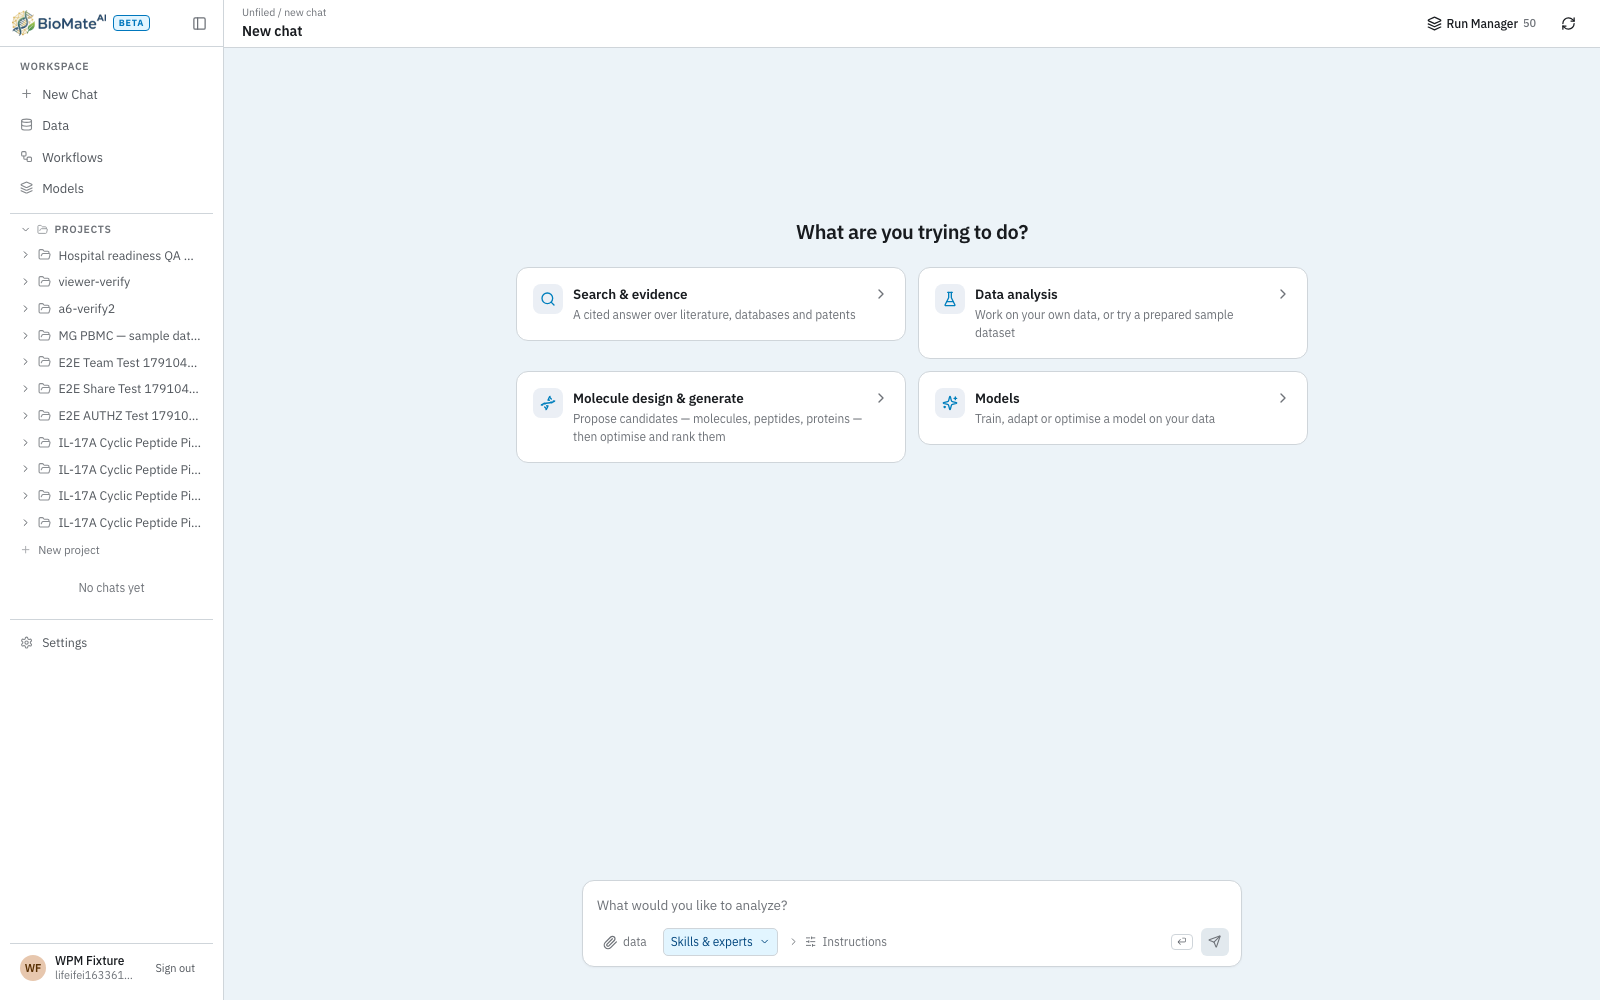 BioMate AI BETA
WORKSPACE
New Chat
Data
Workflows
Models
PROJECTS
Hospital readiness QA ...
viewer-verify
a6-verify2
MG PBMC — sample dat...
E2E Team Test 179104...
E2E Share Test 179104...
E2E AUTHZ Test 17910...
IL-17A Cyclic Peptide Pi...
IL-17A Cyclic Peptide Pi...
IL-17A Cyclic Peptide Pi...
IL-17A Cyclic Peptide Pi...
New project
No chats yet
Settings
WF
WPM Fixture
lifeifei163361...
Sign out
Unfiled / new chat
New chat
Run Manager 50
What are you trying to do?
Search & evidence
A cited answer over literature, databases and patents
Data analysis
Work on your own data, or try a prepared sample
dataset
Molecule design & generate
Propose candidates — molecules, peptides, proteins —
then optimise and rank them
Models
Train, adapt or optimise a model on your data
What would you like to analyze?
data
Skills & experts
Instructions